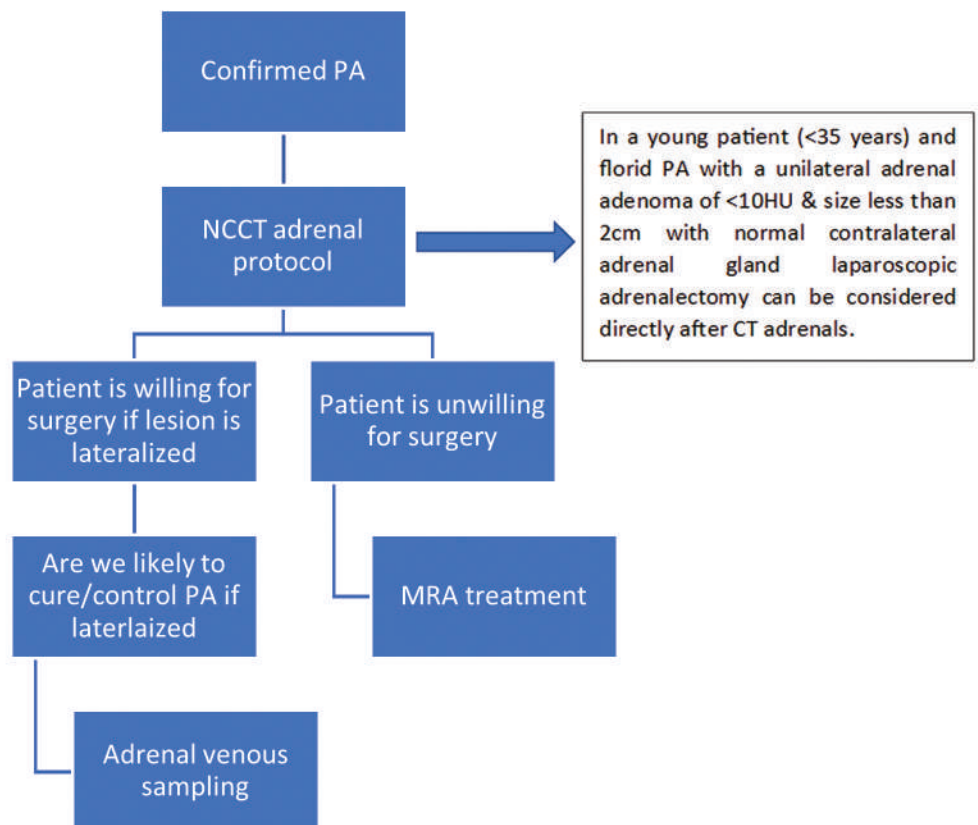 Confirmed PA
NCCT adrenal
protocol
In a young patient (<35 years) and
florid PA with a unilateral adrenal
adenoma of <10HU & size less than
2cm with normal contralateral
adrenal gland laparoscopic
adrenalectomy can be considered
directly after CT adrenals.
Patient is willing for
surgery if lesion is
lateralized
Patient is unwilling
for surgery
Are we likely to
cure/control PA if
laterlaized
MRA treatment
Adrenal venous
sampling